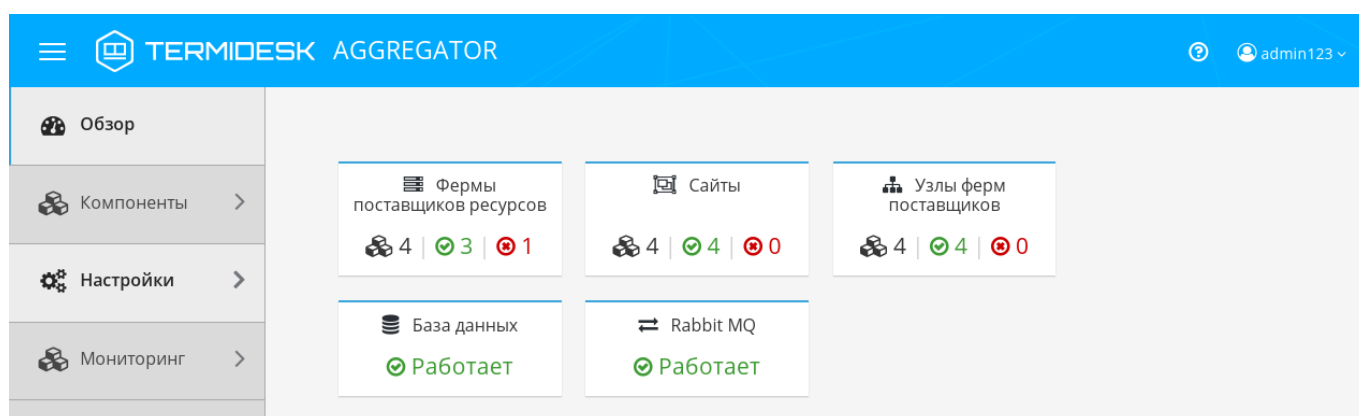 TERMIDESK AGGREGATOR
admin123
Обзор
Компоненты
Настройки
Мониторинг
Фермы
поставщиков ресурсов
4 | 3 | 1
Сайты
4 | 4 | 0
Узлы ферм
поставщиков
4 | 4 | 0
База данных
Работает
Rabbit MQ
Работает